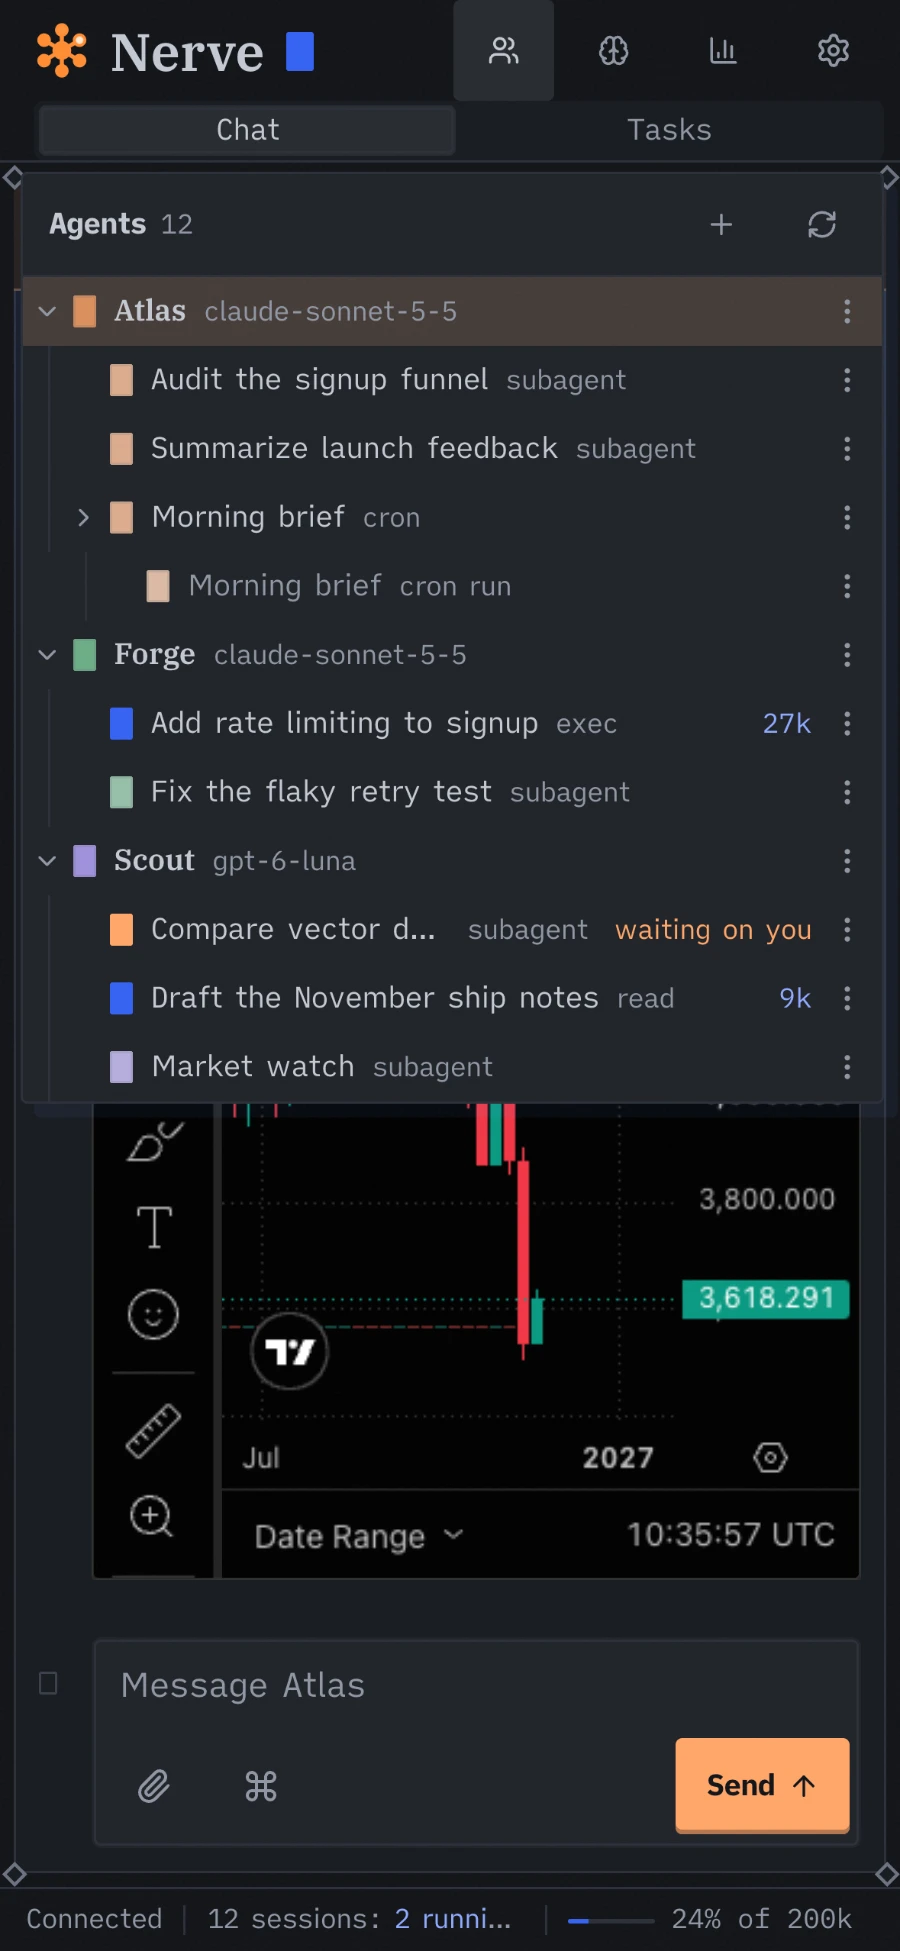 Nerve
Chat Tasks
Agents 12
Atlas claude-sonnet-5-5
Audit the signup funnel subagent
Summarize launch feedback subagent
Morning brief cron
Morning brief cron run
Forge claude-sonnet-5-5
Add rate limiting to signup exec 27k
Fix the flaky retry test subagent
Scout gpt-6-luna
Compare vector d... subagent waiting on you
Draft the November ship notes read 9k
Market watch subagent
3,800.000
3,618.291
Jul 2027
Date Range 10:35:57 UTC
Message Atlas
Send
Connected 12 sessions: 2 runni... 24% of 200k